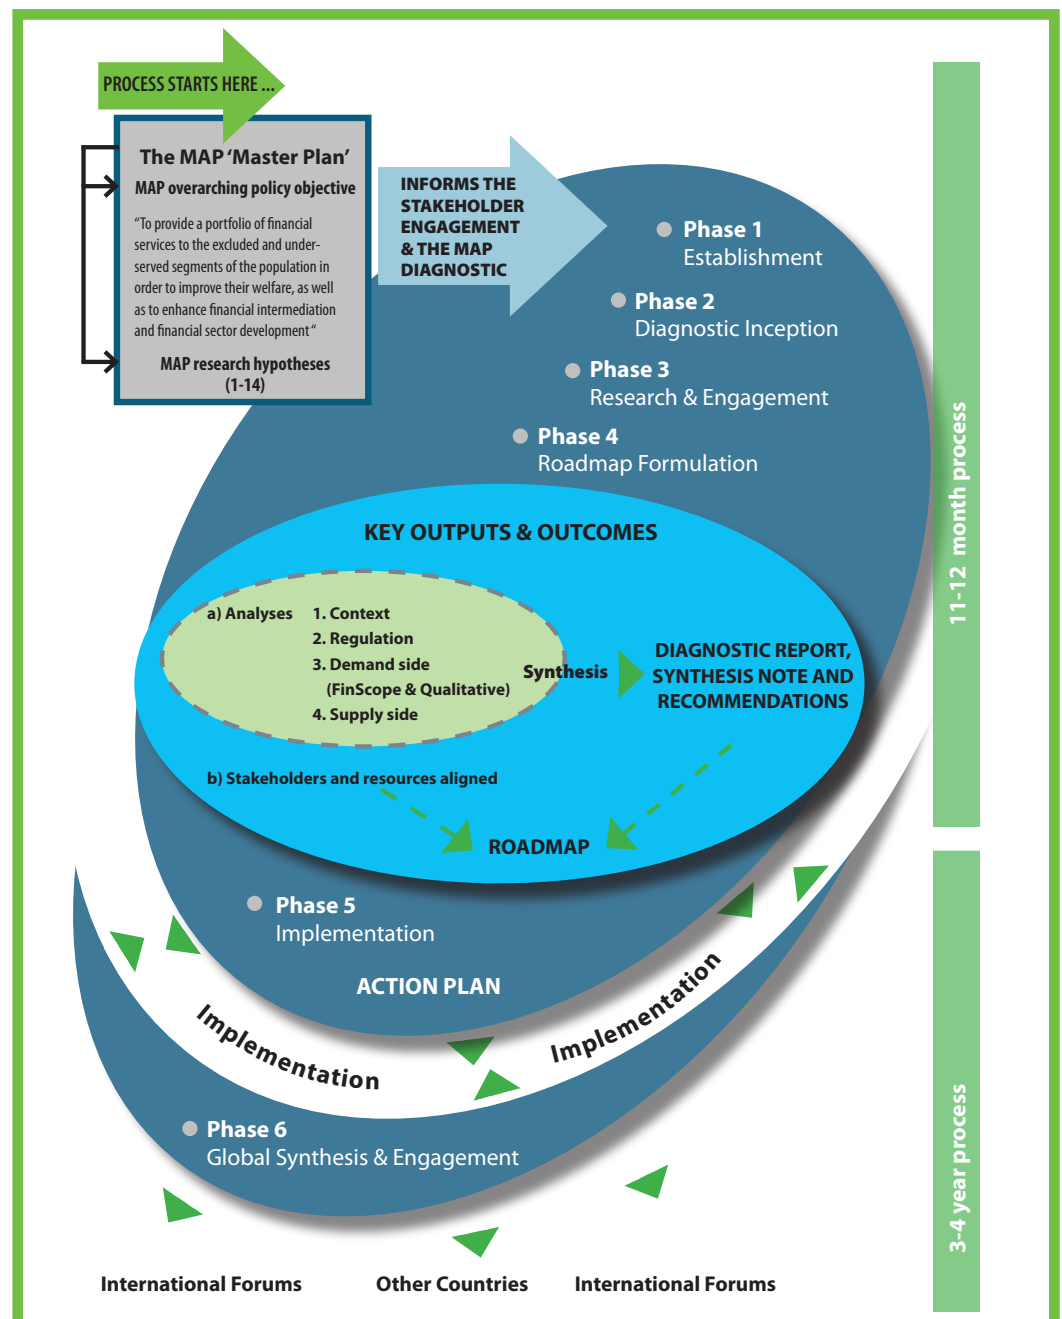 PROCESS STARTS HERE ...
The MAP ‘Master Plan’
MAP overarching policy objective
“To provide a portfolio of financial
services to the excluded and under-
served segments of the population in
order to improve their welfare, as well
as to enhance financial intermediation
and financial sector development “
MAP research hypotheses
(1-14)
INFORMS THE
STAKEHOLDER
ENGAGEMENT
& THE MAP
DIAGNOSTIC
Phase 1
Establishment
Phase 2
Diagnostic Inception
Phase 3
Research & Engagement
Phase 4
Roadmap Formulation
KEY OUTPUTS & OUTCOMES
a) Analyses
1. Context
2. Regulation
3. Demand side
(FinScope & Qualitative)
4. Supply side
Synthesis
DIAGNOSTIC REPORT,
SYNTHESIS NOTE AND
RECOMMENDATIONS
b) Stakeholders and resources aligned
ROADMAP
Phase 5
Implementation
ACTION PLAN
Implementation
Implementation
Phase 6
Global Synthesis & Engagement
International Forums
Other Countries
International Forums
11-12 month process
3-4 year process